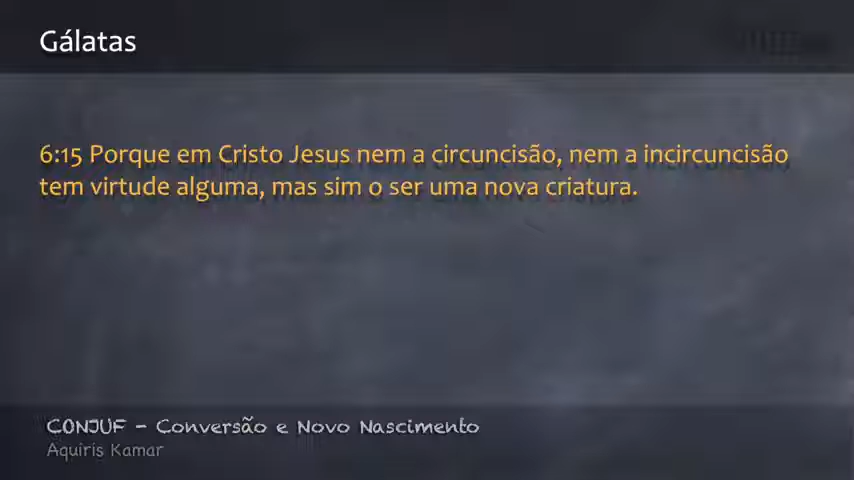 Gálatas
6:15 Porque em Cristo Jesus nem a circuncisão, nem a incircuncisão
tem virtude alguma, mas sim o ser uma nova criatura.
CONJUF - Conversão e Novo Nascimento
Aquiris Kamar